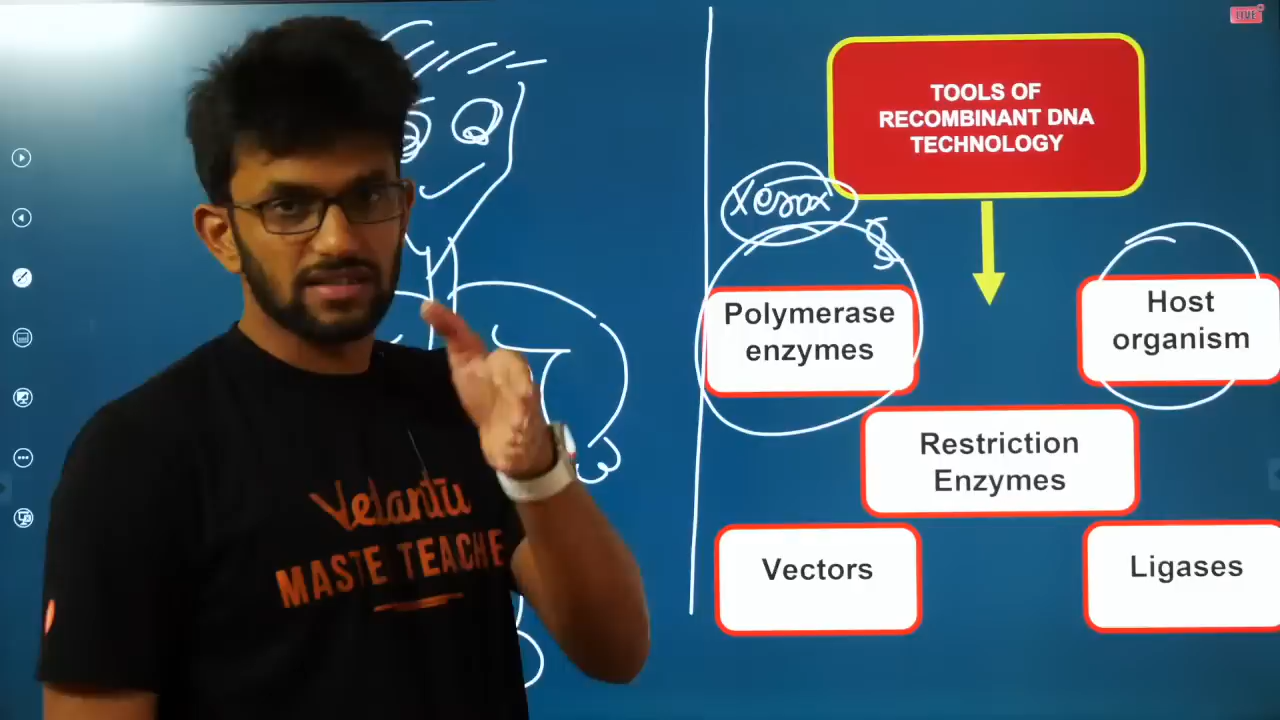 LIVE
TOOLS OF
RECOMBINANT DNA
TECHNOLOGY
Xerox
Polymerase
enzymes
Host
organism
Restriction
Enzymes
Vectors
Ligases
Vedantu
MASTE TEACHE